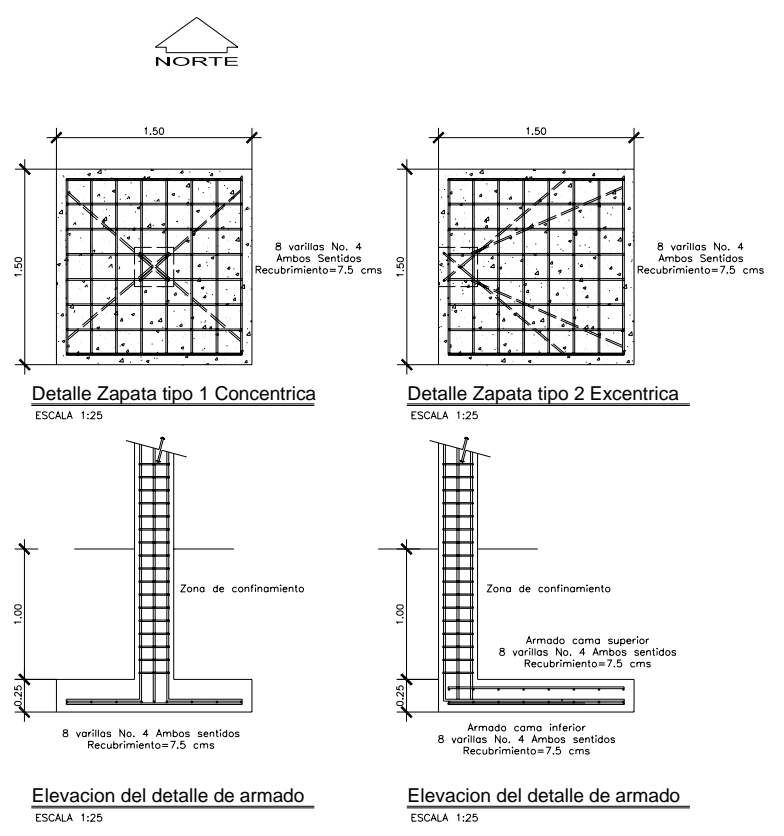 NORTE
1.50
1.50
1.50
8 varillas No. 4
Ambos Sentidos
Recubrimiento=7.5 cms
1.50
8 varillas No. 4
Ambos Sentidos
Recubrimiento=7.5 cms
Detalle Zapata tipo 1 Concentrica
ESCALA 1:25
Detalle Zapata tipo 2 Excentrica
ESCALA 1:25
Zona de confinamiento
1.00
0.25
8 varillas No. 4 Ambos sentidos
Recubrimiento=7.5 cms
Zona de confinamiento
1.00
Armado cama superior
8 varillas No. 4 Ambos sentidos
Recubrimiento=7.5 cms
0.25
Armado cama inferior
8 varillas No. 4 Ambos sentidos
Recubrimiento=7.5 cms
Elevacion del detalle de armado
ESCALA 1:25
Elevacion del detalle de armado
ESCALA 1:25